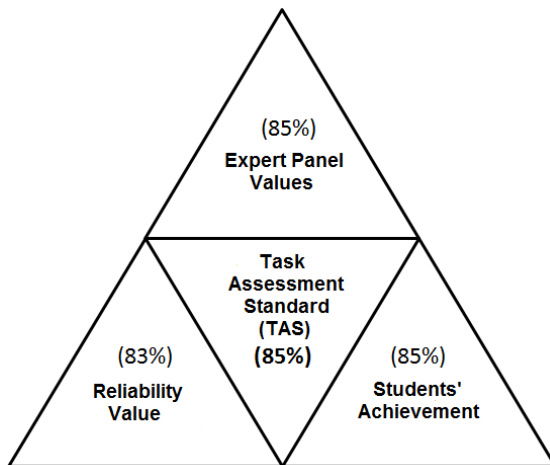 (85%)
Expert Panel
Values
Task
Assessment
Standard
(TAS)
(85%)
(83%)
Reliability
Value
(85%)
Students'
Achievement